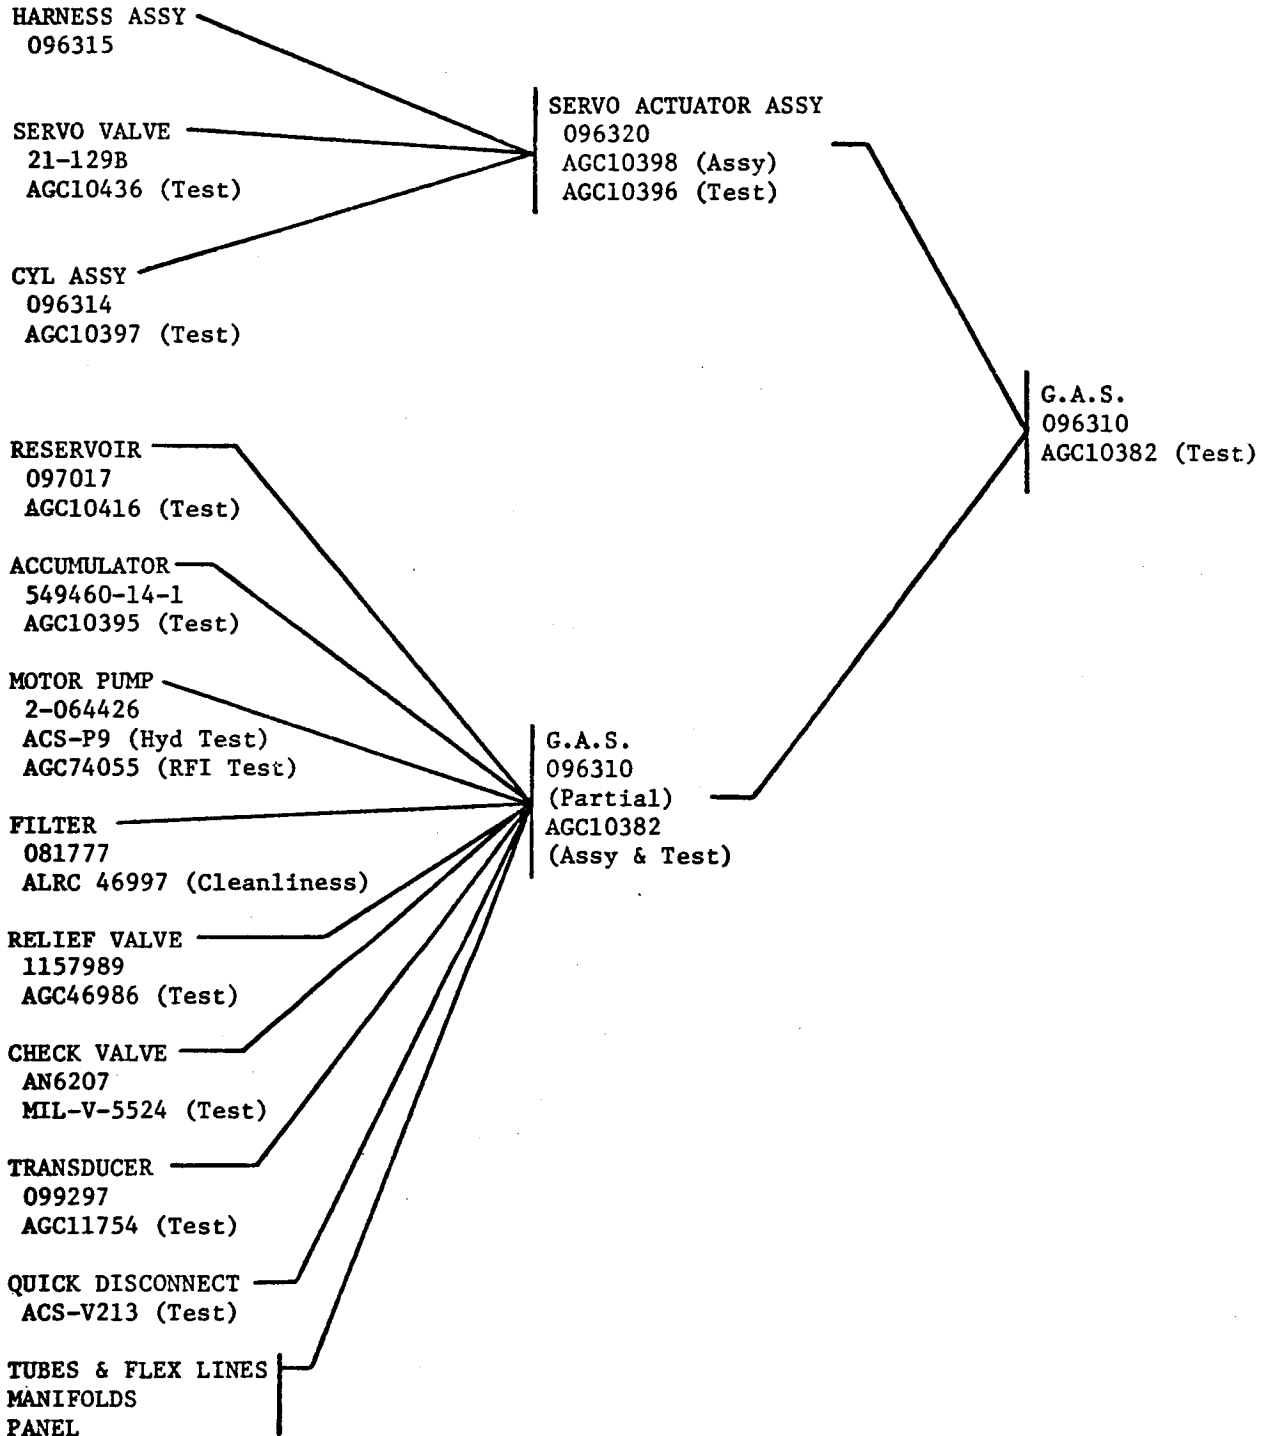 HARNESS ASSY
096315
SERVO VALVE
21-129B
AGC10436 (Test)
CYL ASSY
096314
AGC10397 (Test)
SERVO ACTUATOR ASSY
096320
AGC10398 (Assy)
AGC10396 (Test)
G.A.S.
096310
AGC10382 (Test)
RESERVOIR
097017
AGC10416 (Test)
ACCUMULATOR
549460-14-1
AGC10395 (Test)
MOTOR PUMP
2-064426
ACS-P9 (Hyd Test)
AGC74055 (RFI Test)
FILTER
081777
ALRC 46997 (Cleanliness)
RELIEF VALVE
1157989
AGC46986 (Test)
CHECK VALVE
AN6207
MIL-V-5524 (Test)
TRANSDUCER
099297
AGC11754 (Test)
QUICK DISCONNECT
ACS-V213 (Test)
TUBES & FLEX LINES
MANIFOLDS
PANEL
G.A.S.
096310
(Partial)
AGC10382
(Assy & Test)